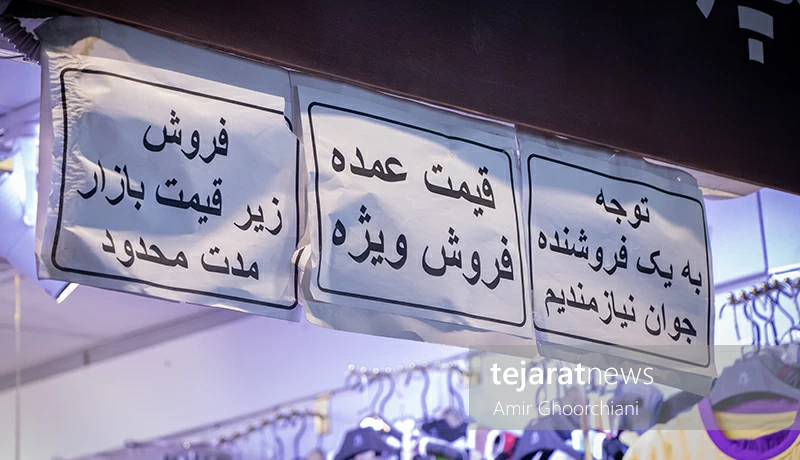 توجه
به یک فروشنده
جوان نیازمندیم
قیمت عمده
فروش ویژه
فروش
زیر قیمت بازار
مدت محدود
tejaratnews
Amir Ghoorchiani